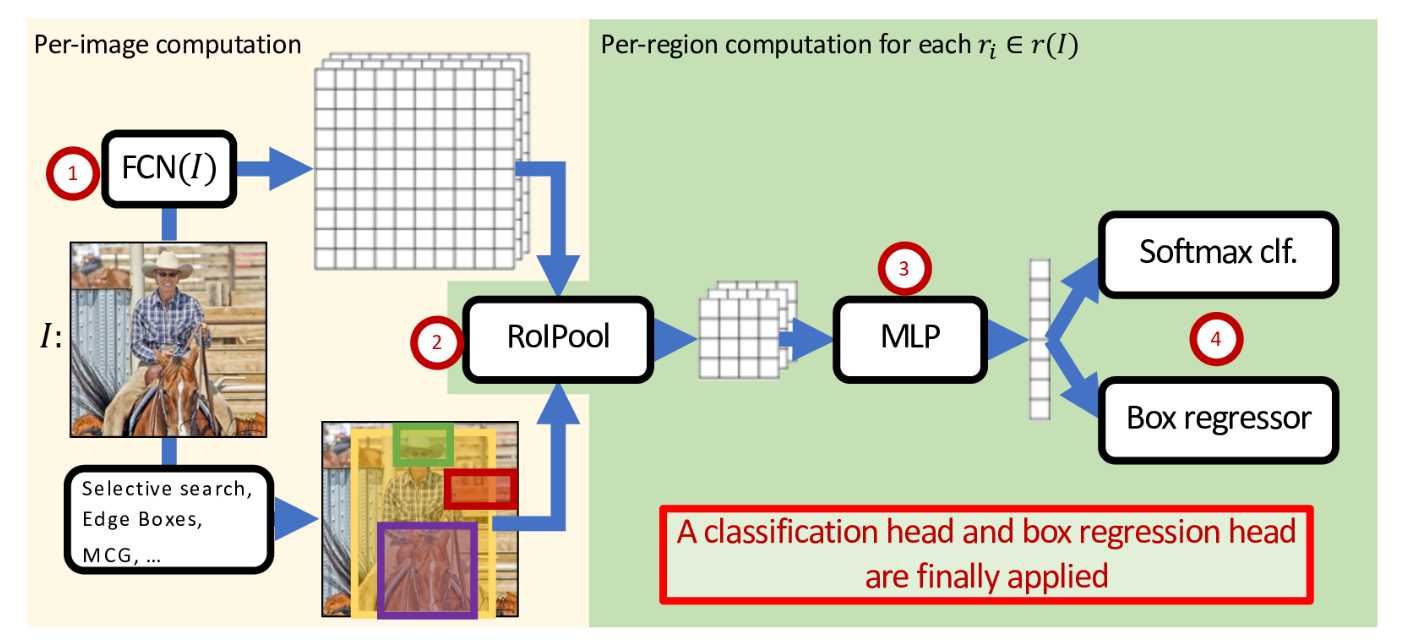 Per-image computation
Per-region computation for each r_i ∈ r(I)
1
FCN(I)
I:
2
RoIPool
3
MLP
Softmax clf.
4
Box regressor
Selective search,
Edge Boxes,
MCG, …
A classification head and box regression head
are finally applied